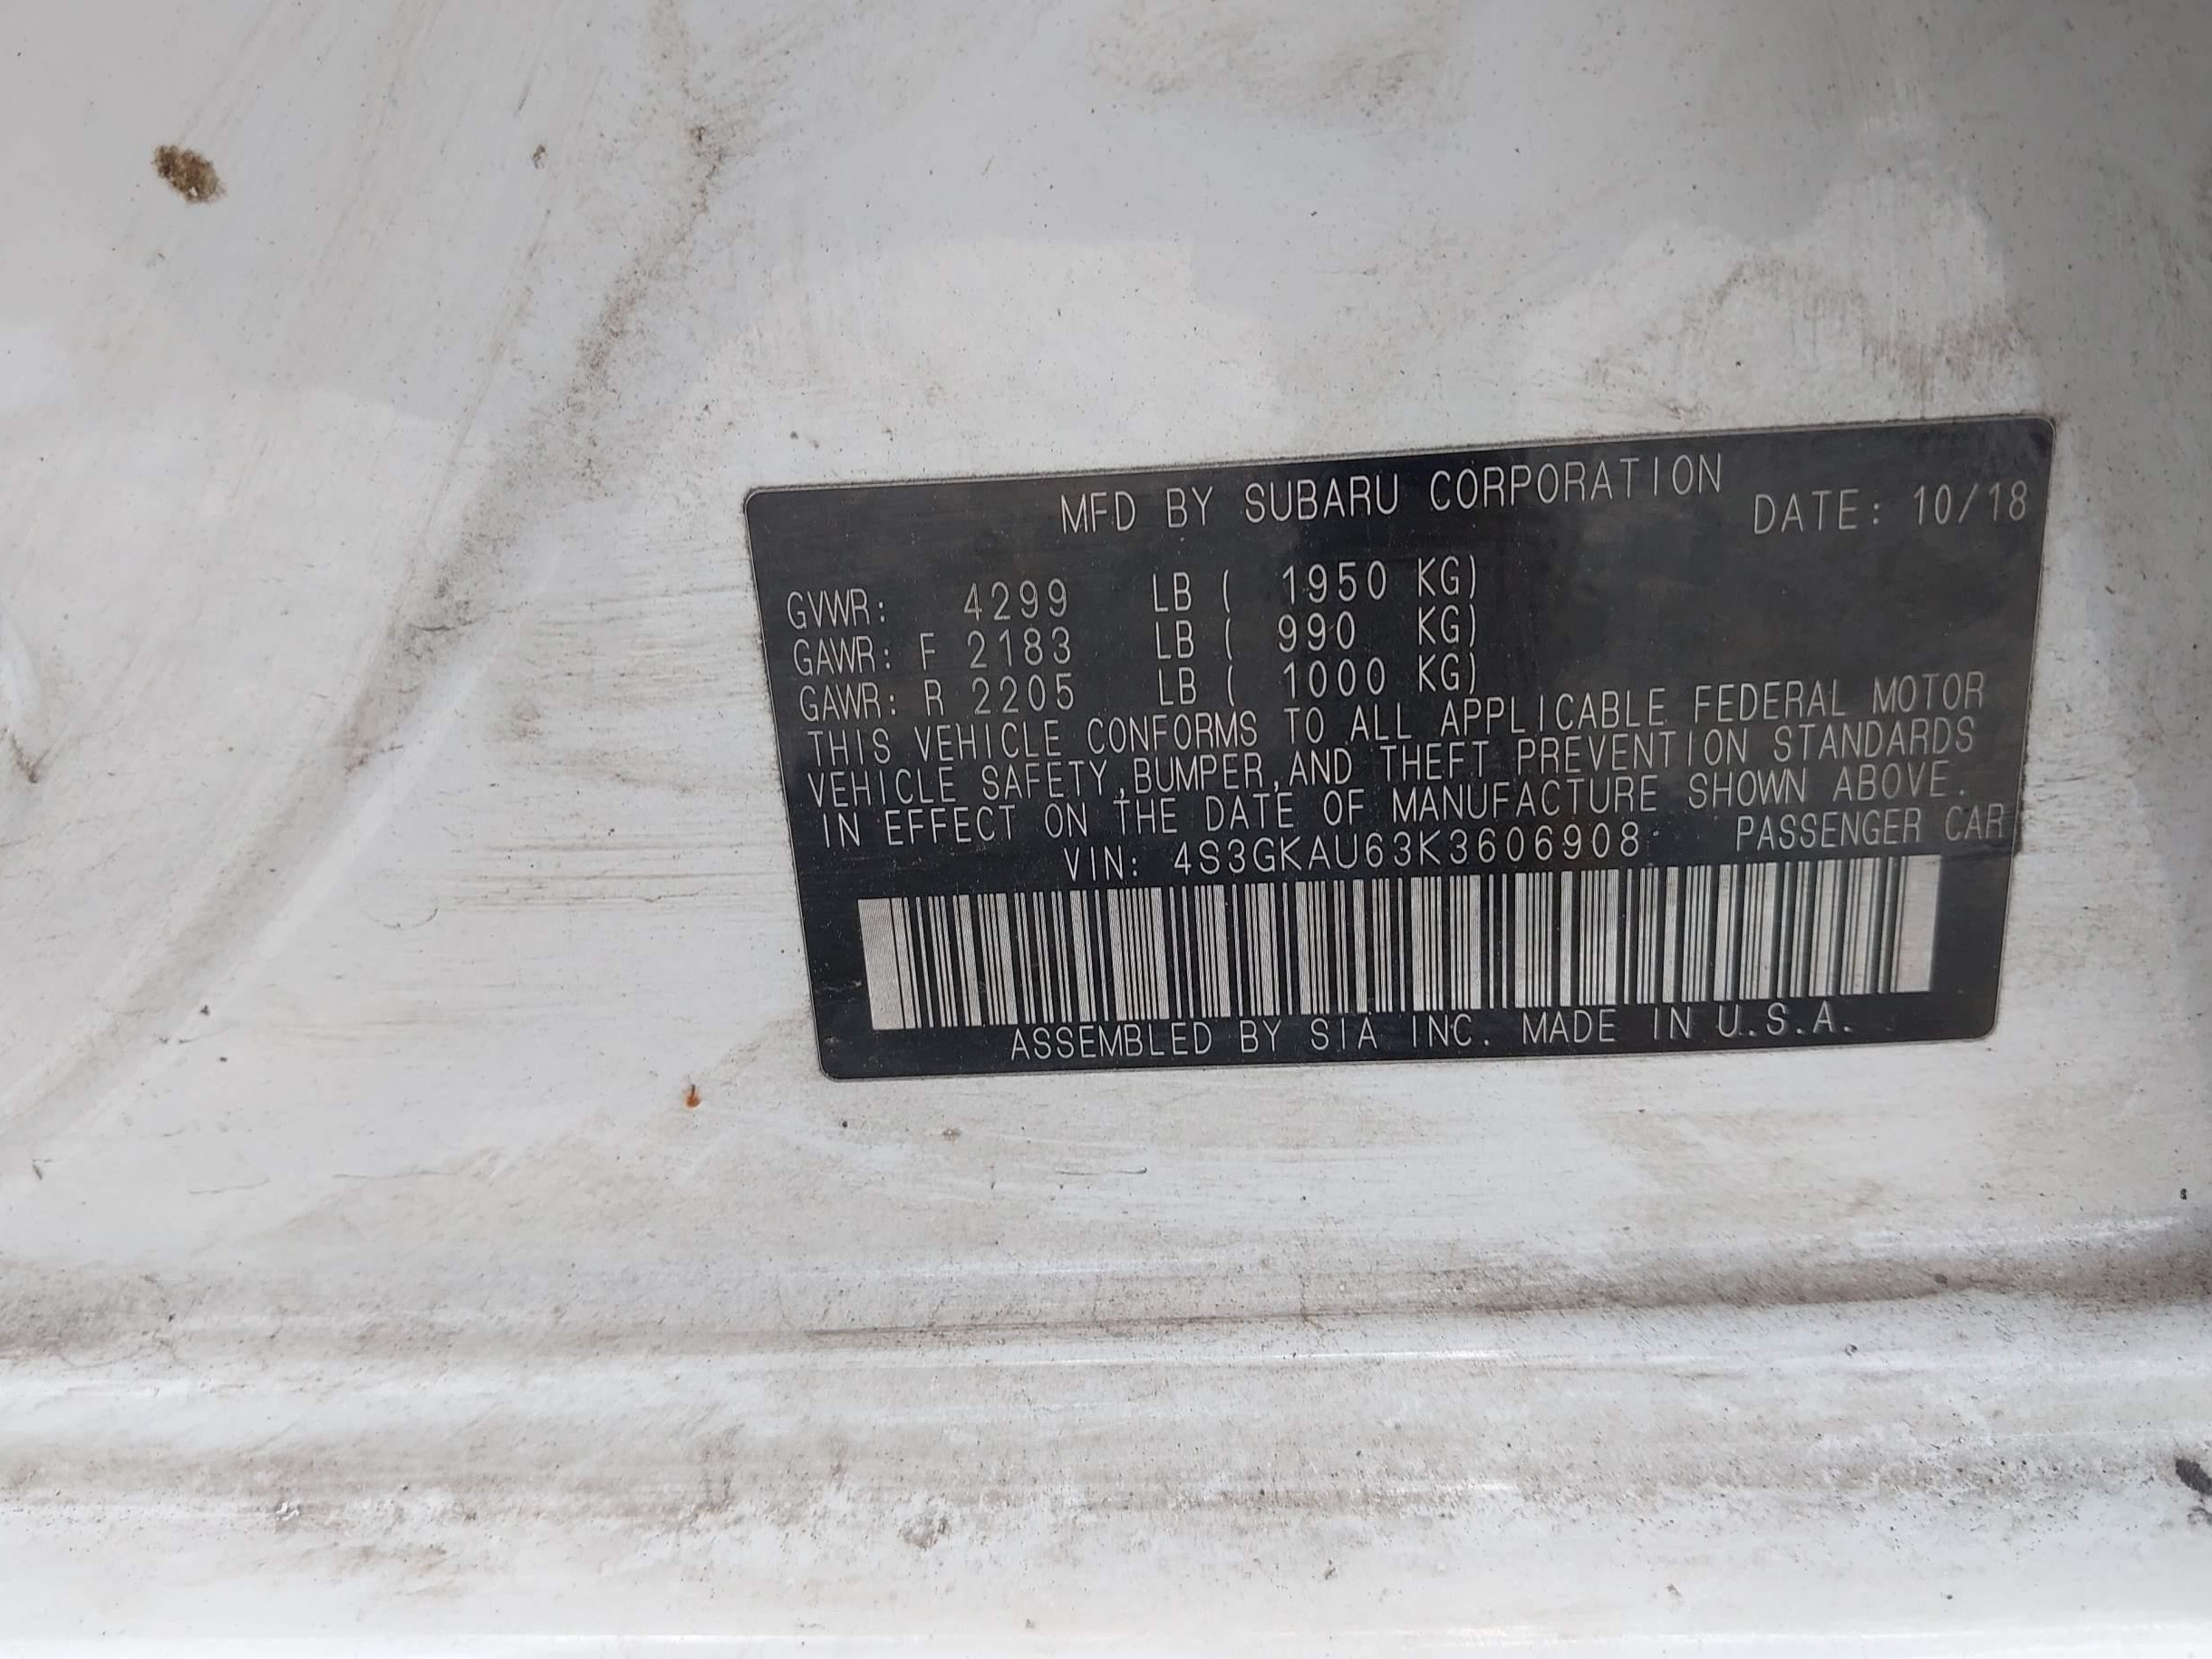 MFD BY SUBARU CORPORATION DATE: 10/18
GVWR: 4299 LB ( 1950 KG)
GAWR: F 2183 LB ( 990 KG)
GAWR: R 2205 LB ( 1000 KG)
THIS VEHICLE CONFORMS TO ALL APPLICABLE FEDERAL MOTOR
VEHICLE SAFETY,BUMPER,AND THEFT PREVENTION STANDARDS
IN EFFECT ON THE DATE OF MANUFACTURE SHOWN ABOVE.
VIN: 4S3GKAU63K3606908 PASSENGER CAR
ASSEMBLED BY SIA INC. MADE IN U.S.A.